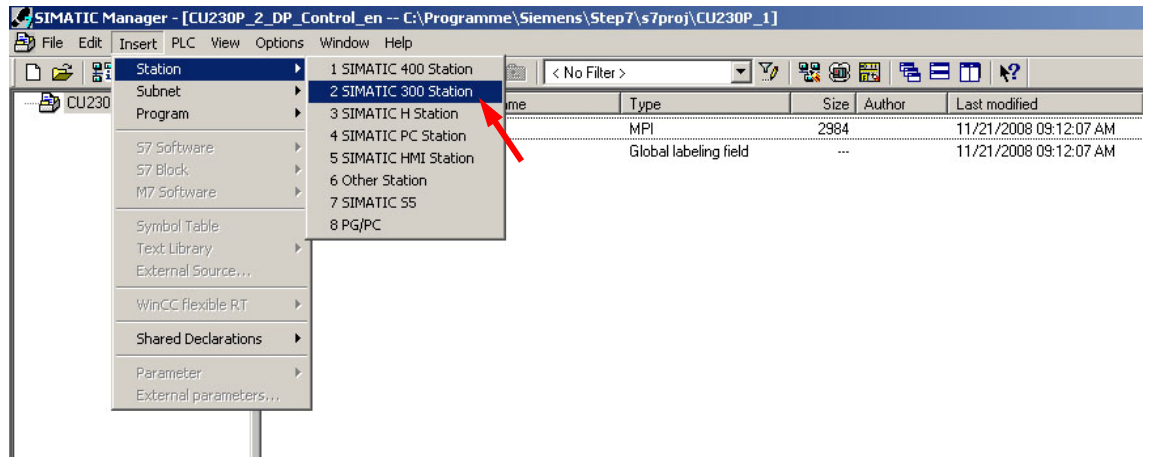 SIMATIC Manager - [CU230P_2_DP_Control_en -- C:\Programme\Siemens\Step7\s7proj\CU230P_1]
File Edit Insert PLC View Options Window Help
< No Filter >
CU230
Type Size Author Last modified
MPI 2984 11/21/2008 09:12:07 AM
Global labeling field --- 11/21/2008 09:12:07 AM
Station
Subnet
Program
S7 Software
S7 Block
M7 Software
Symbol Table
Text Library
External Source...
WinCC flexible RT
Shared Declarations
Parameter
External parameters...
1 SIMATIC 400 Station
2 SIMATIC 300 Station
3 SIMATIC H Station
4 SIMATIC PC Station
5 SIMATIC HMI Station
6 Other Station
7 SIMATIC S5
8 PG/PC